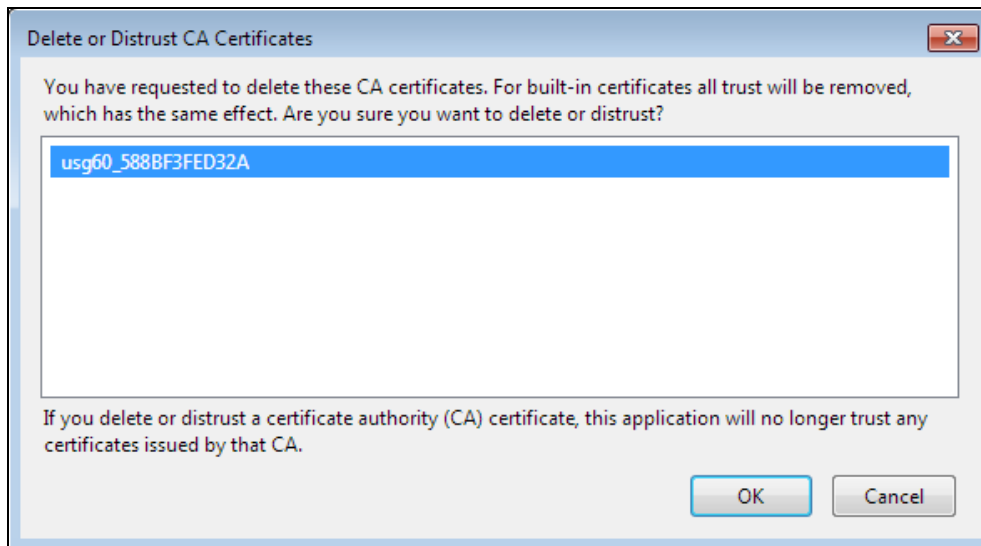 Delete or Distrust CA Certificates
You have requested to delete these CA certificates. For built-in certificates all trust will be removed,
which has the same effect. Are you sure you want to delete or distrust?
usg60_588BF3FED32A
If you delete or distrust a certificate authority (CA) certificate, this application will no longer trust any
certificates issued by that CA.
OK
Cancel